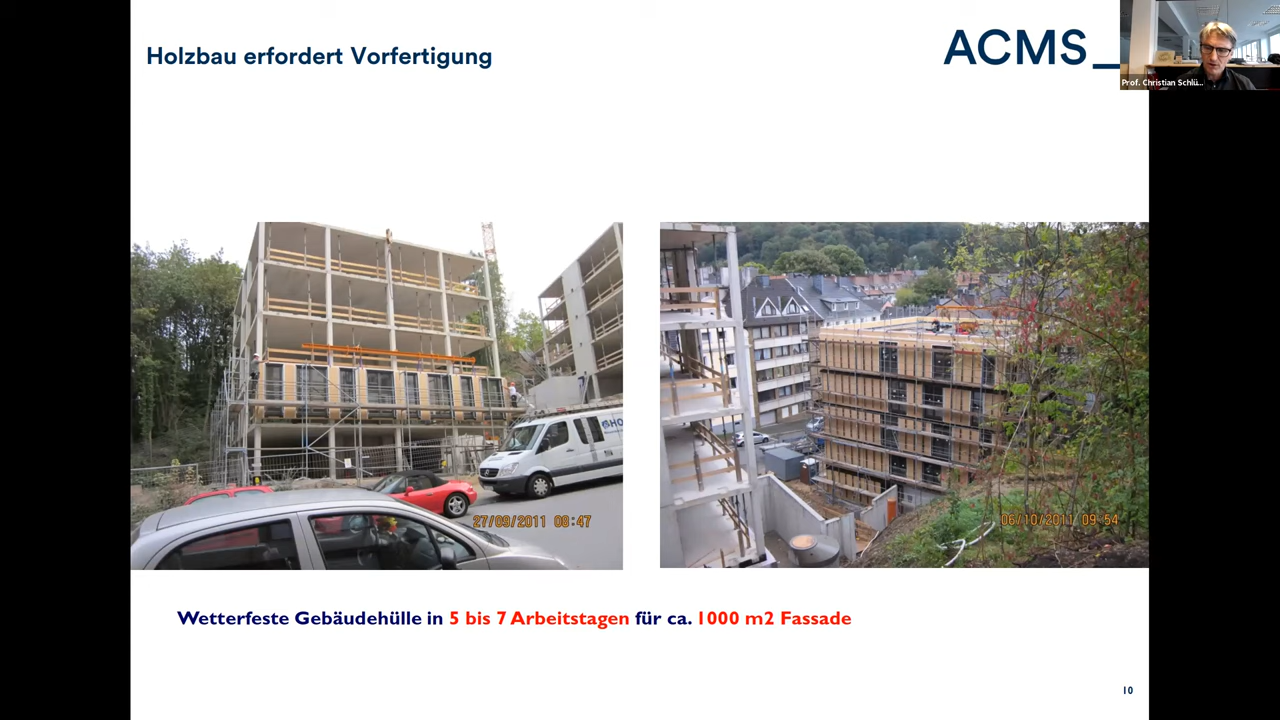 Holzbau erfordert Vorfertigung
ACMS_
Prof. Christian Schlü...
27/09/2011 08:47
06/10/2011 09:54
Wetterfeste Gebäudehülle in 5 bis 7 Arbeitstagen für ca. 1000 m2 Fassade
10